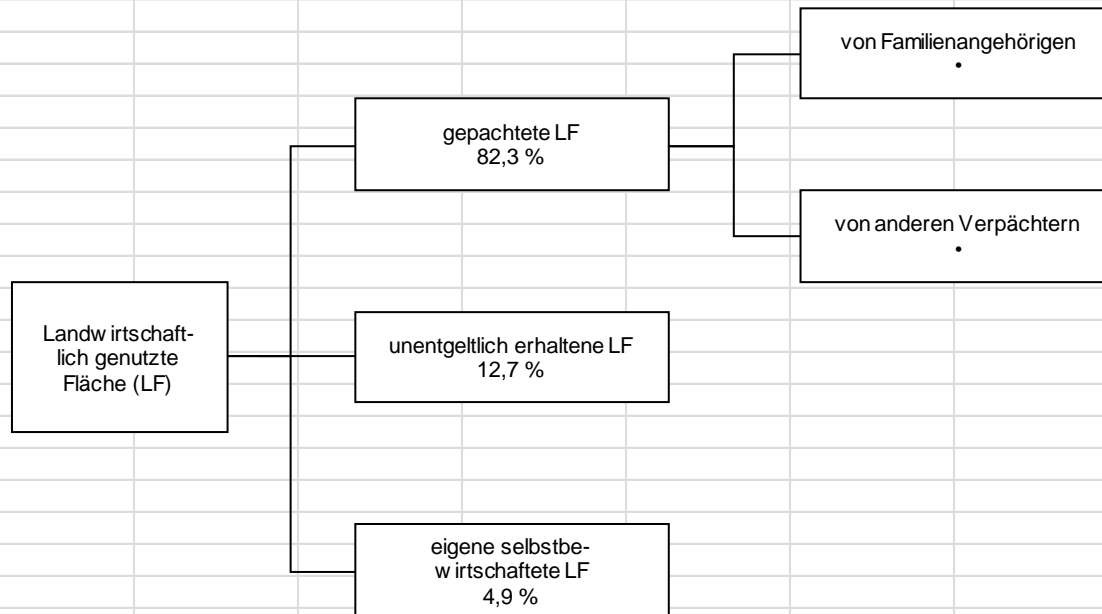 von Familienangehörigen
•
gepachtete LF
82,3 %
von anderen Verpächtern
•
Landwirtschaft-
lich genutzte
Fläche (LF)
unentgeltlich erhaltene LF
12,7 %
eigene selbstbe-
wirtschaftete LF
4,9 %